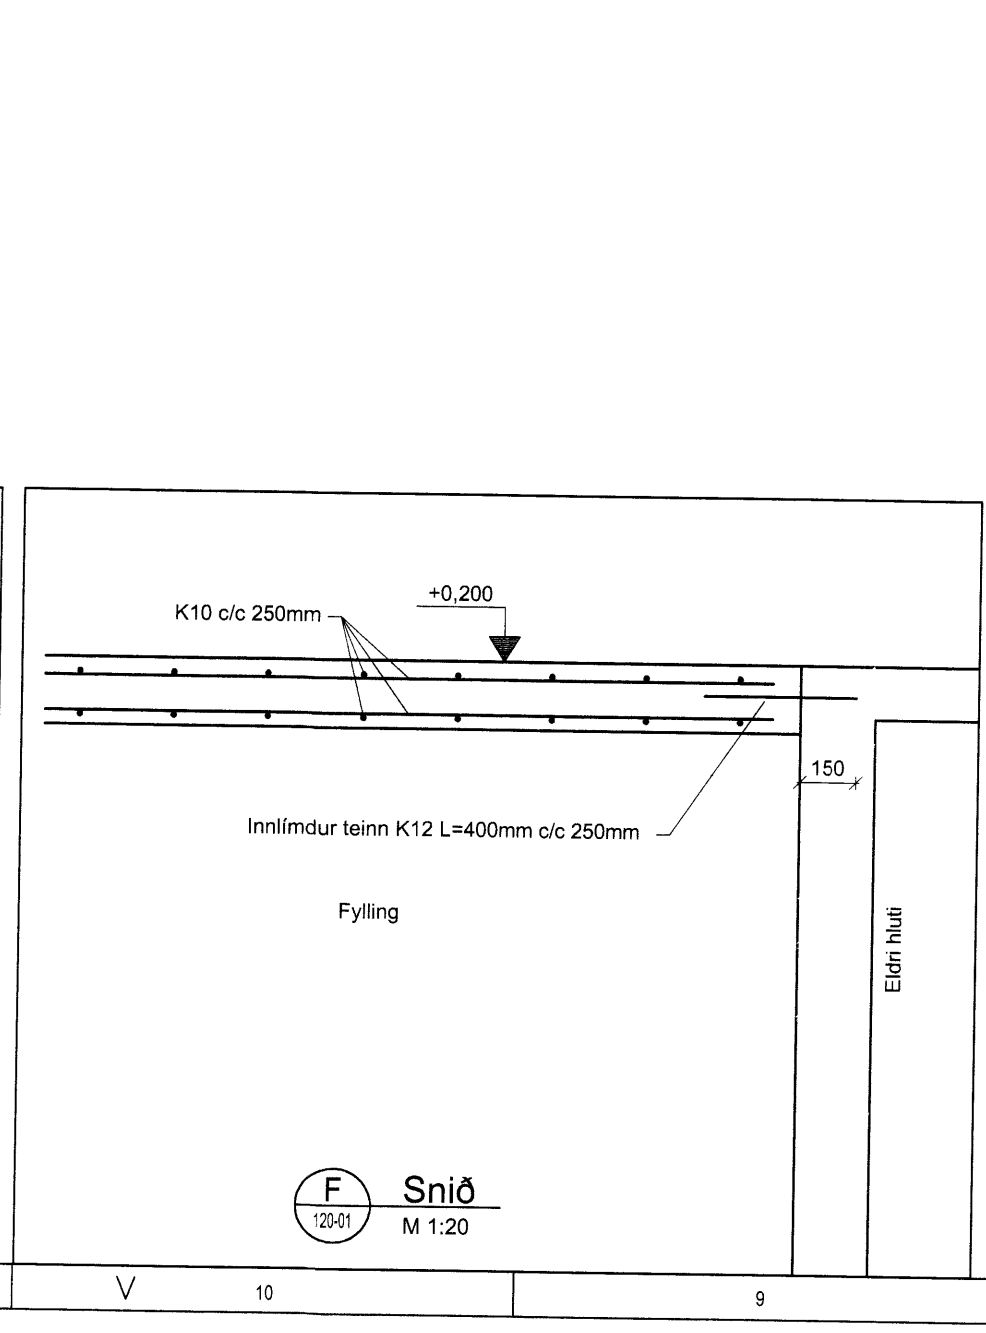 +0,200
K10 c/c 250mm
150
Innlímdur teinn K12 L=400mm c/c 250mm
Fylling
Eldri hluti
F
120-01
Snið
M 1:20
V
10
9